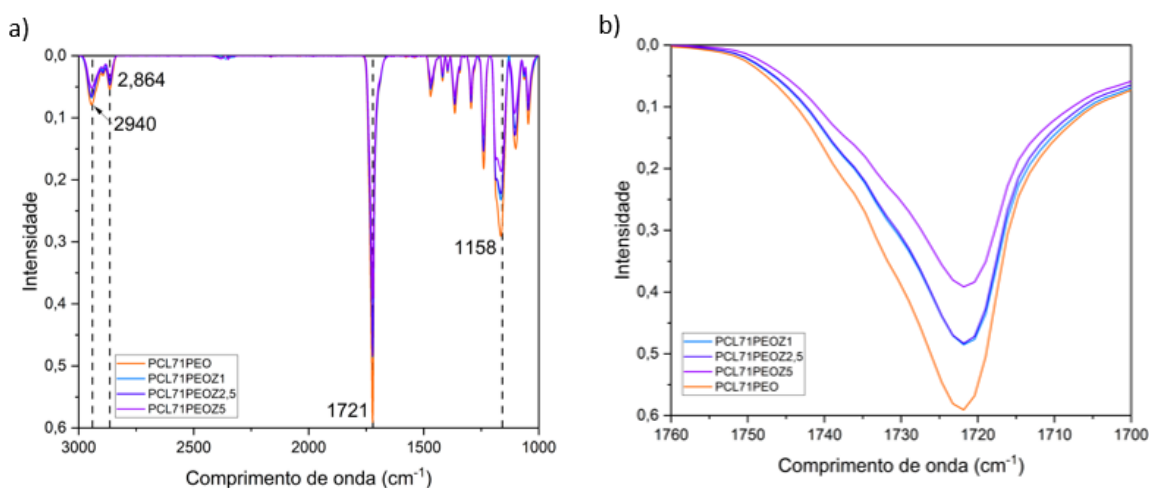 a)
0,0
0,1
0,2
0,3
0,4
0,5
0,6
Intensidade
2,864
2940
1158
1721
PCL71PEO
PCL71PEOZ1
PCL71PEOZ2,5
PCL71PEOZ5
3000
2500
2000
1500
1000
Comprimento de onda (cm⁻¹)
b)
0,0
0,1
0,2
0,3
0,4
0,5
0,6
Intensidade
PCL71PEOZ1
PCL71PEOZ2,5
PCL71PEOZ5
PCL71PEO
1760
1750
1740
1730
1720
1710
1700
Comprimento de onda (cm⁻¹)